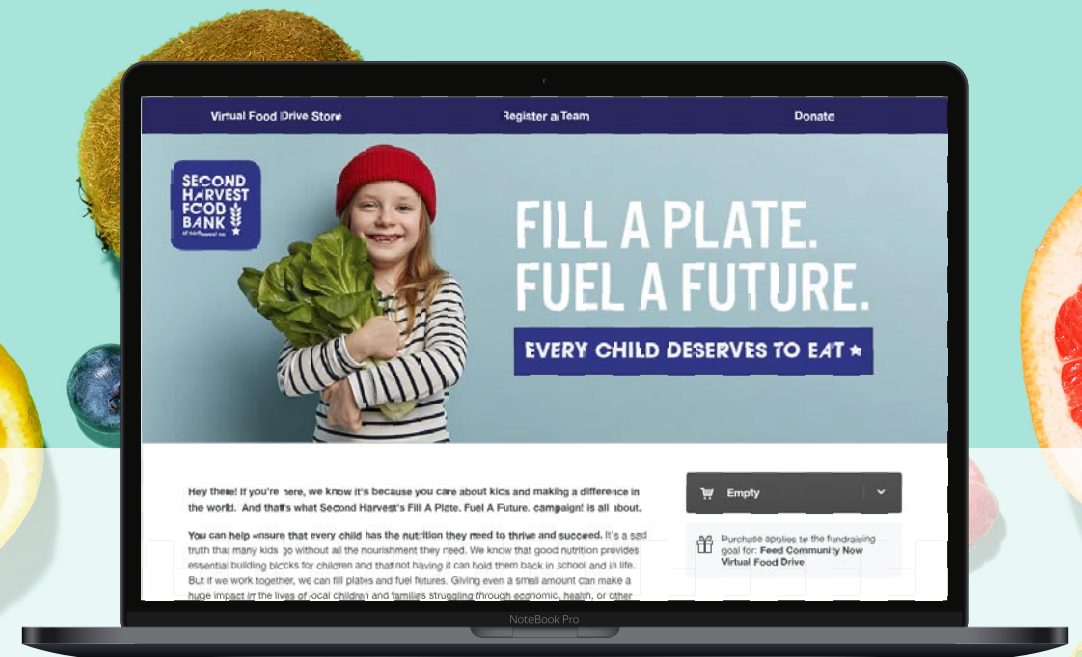 Virtual Food Drive Store
Register a Team
Donate
SECOND
HARVEST
FOOD
BANK
FILL A PLATE.
FUEL A FUTURE.
EVERY CHILD DESERVES TO EAT
Hey there! If you're here, we know it's because you care about kids and making a difference in
the world. And that's what Second Harvest's Fill A Plate. Fuel A Future. campaign! is all about.
You can help ensure that every child has the nutrition they need to thrive and succeed. It's a sad
truth that many kids go without all the nourishment they need. We know that good nutrition provides
essential building blocks for children and that not having it can hold them back in school and in life.
But if we work together, we can fill plates and fuel futures. Giving even a small amount can make a
huge impact in the lives of local children and families struggling through economic, health, or other
Empty
Purchase applies to the fundraising
goal for: Feed Community Now
Virtual Food Drive
NoteBook Pro